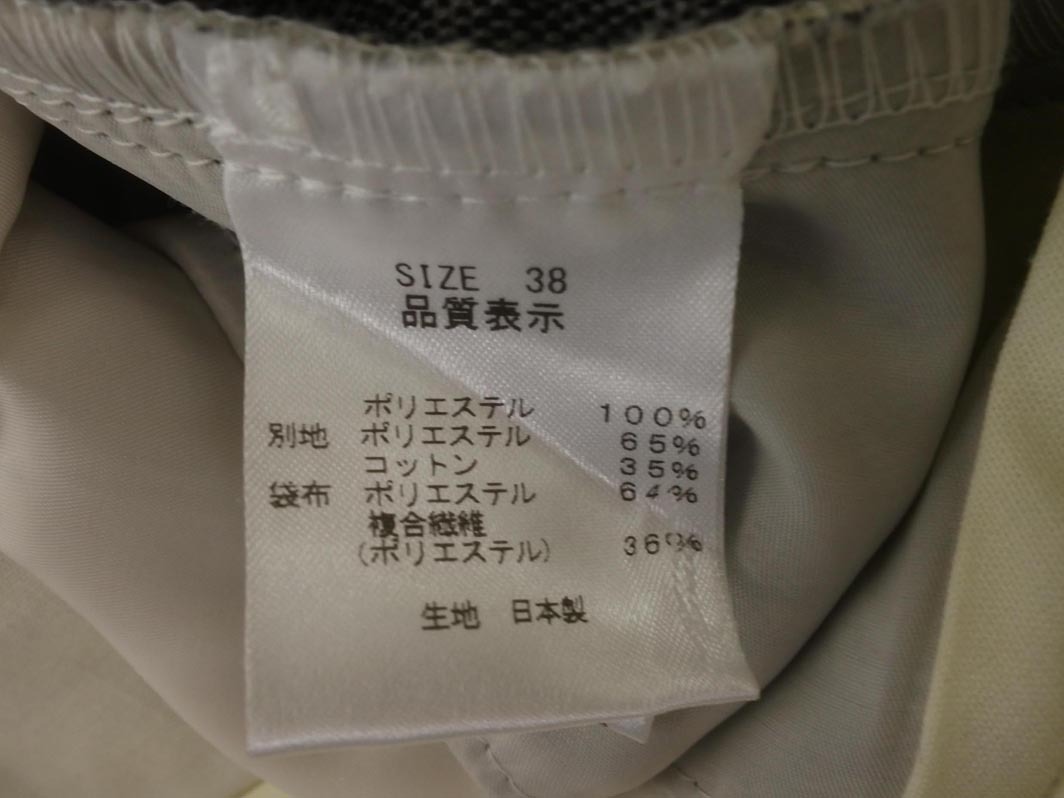 SIZE 38
品質表示
ポリエステル 100%
別地 ポリエステル 65%
コットン 35%
袋布 ポリエステル 64%
複合繊維
(ポリエステル) 36%
生地 日本製